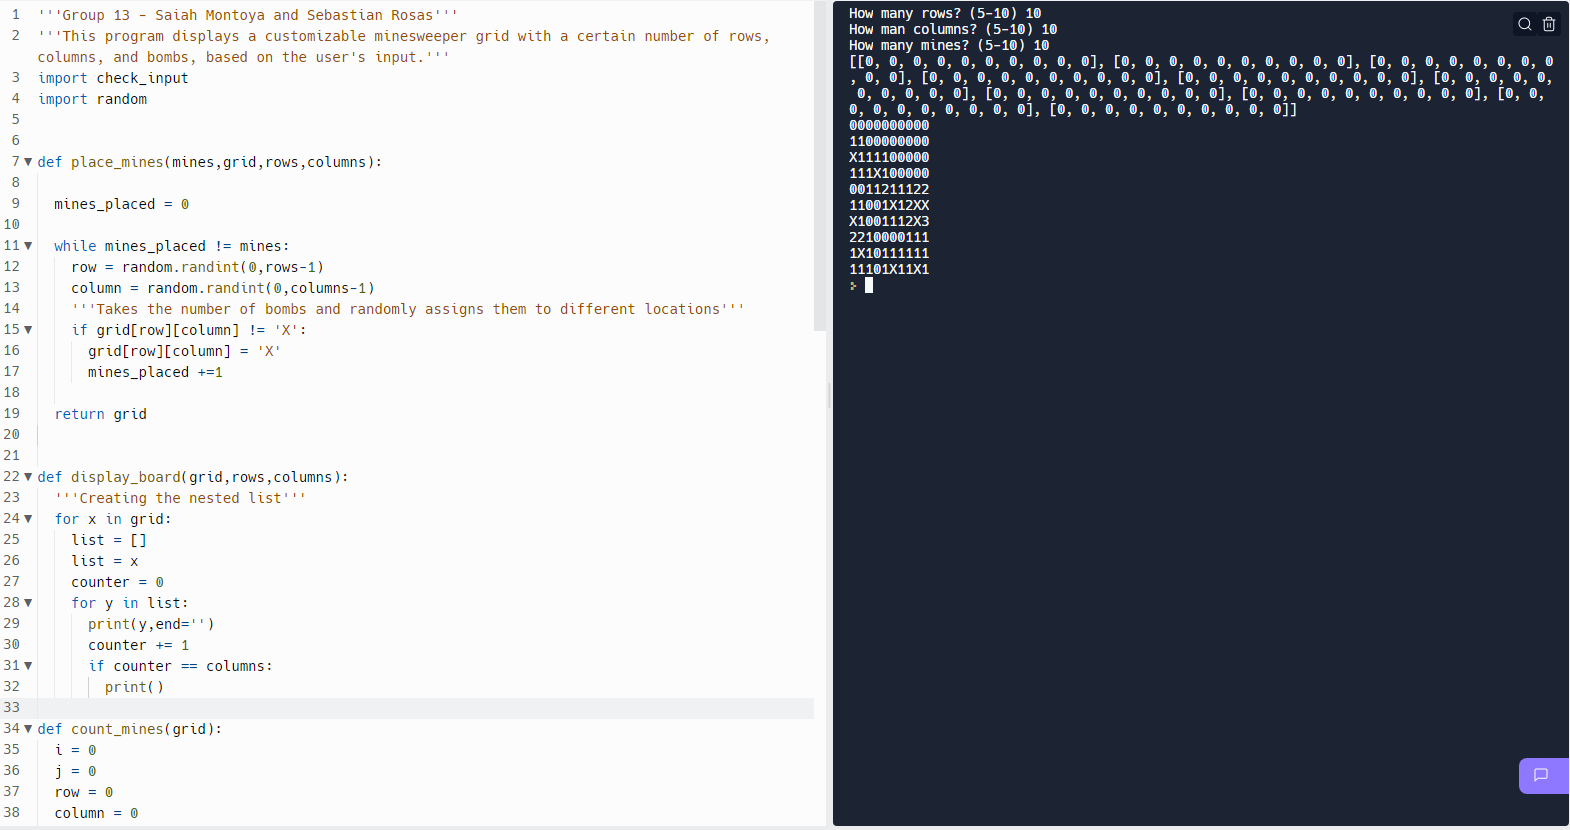 1 '''Group 13 - Saiah Montoya and Sebastian Rosas'''
2 '''This program displays a customizable minesweeper grid with a certain number of rows,
columns, and bombs, based on the user's input.'''
3 import check_input
4 import random
5
6
7 def place_mines(mines,grid,rows,columns):
8
9 mines_placed = 0
10
11 while mines_placed != mines:
12 row = random.randint(0,rows-1)
13 column = random.randint(0,columns-1)
14 '''Takes the number of bombs and randomly assigns them to different locations'''
15 if grid[row][column] != 'X':
16 grid[row][column] = 'X'
17 mines_placed +=1
18
19 return grid
20
21
22 def display_board(grid,rows,columns):
23 '''Creating the nested list'''
24 for x in grid:
25 list = []
26 list = x
27 counter = 0
28 for y in list:
29 print(y,end='')
30 counter += 1
31 if counter == columns:
32 print()
33
34 def count_mines(grid):
35 i = 0
36 j = 0
37 row = 0
38 column = 0
How many rows? (5-10) 10
How man columns? (5-10) 10
How many mines? (5-10) 10
[[0, 0, 0, 0, 0, 0, 0, 0, 0, 0], [0, 0, 0, 0, 0, 0, 0, 0, 0, 0], [0, 0, 0, 0, 0, 0, 0, 0
, 0, 0], [0, 0, 0, 0, 0, 0, 0, 0, 0, 0], [0, 0, 0, 0, 0, 0, 0, 0, 0, 0], [0, 0, 0, 0, 0,
0, 0, 0, 0, 0], [0, 0, 0, 0, 0, 0, 0, 0, 0, 0], [0, 0, 0, 0, 0, 0, 0, 0, 0, 0], [0, 0,
0, 0, 0, 0, 0, 0, 0, 0], [0, 0, 0, 0, 0, 0, 0, 0, 0, 0]]
0000000000
1100000000
X111100000
111X100000
0011211122
11001X12XX
X1001112X3
2210000111
1X10111111
11101X11X1